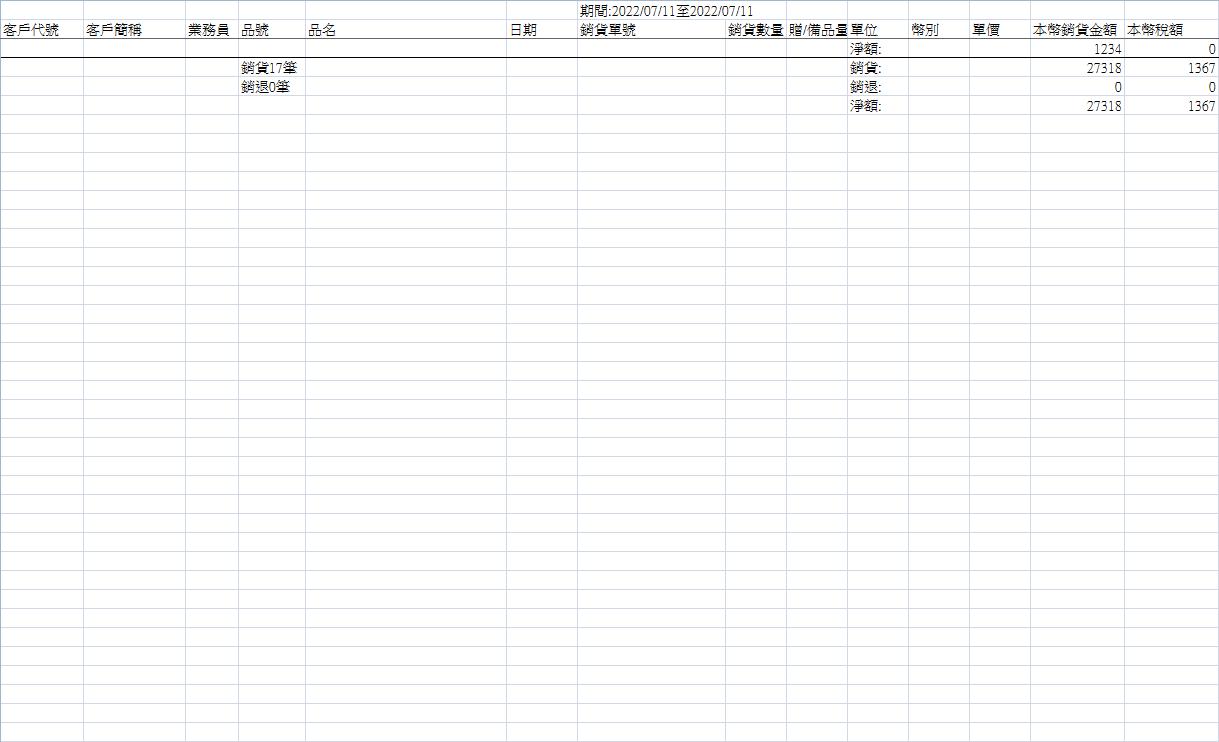 期間:2022/07/11至2022/07/11
客戶代號 客戶簡稱 業務員 品號 品名 日期 銷貨單號 銷貨數量 贈/備品量 單位 幣別 單價 本幣銷貨金額 本幣稅額
淨額: 1234 0
銷貨17筆 銷貨: 27318 1367
銷退0筆 銷退: 0 0
淨額: 27318 1367